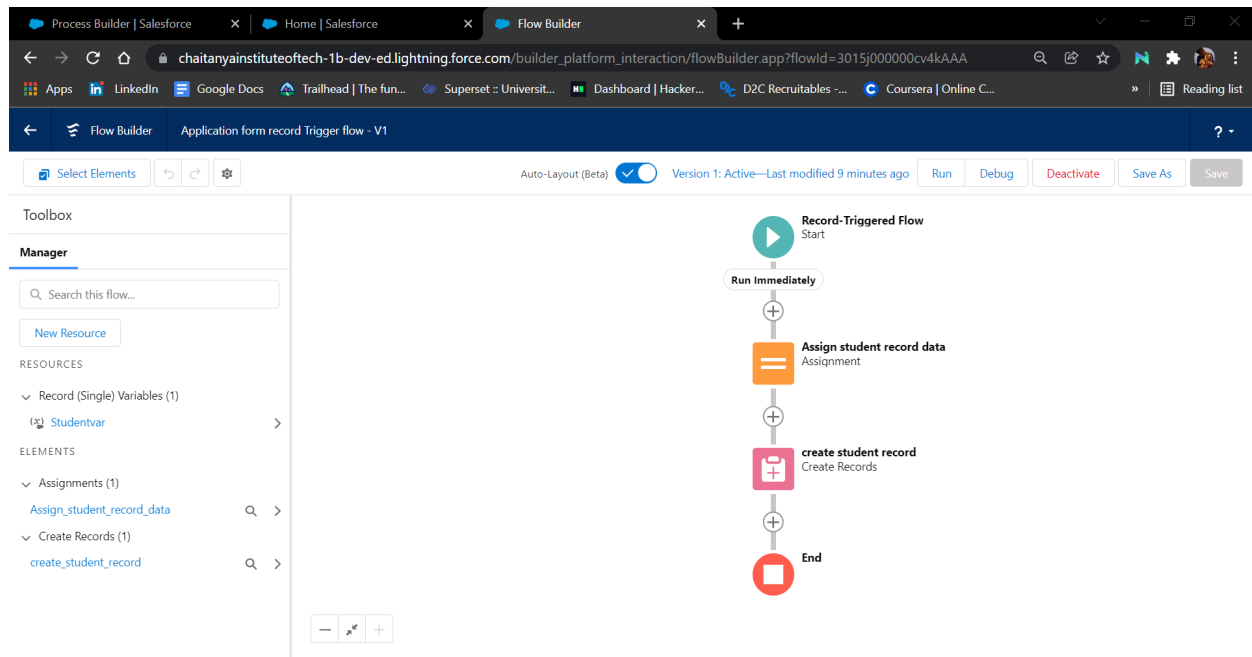 Process Builder | Salesforce
Home | Salesforce
Flow Builder
chaitanyainstituteoftech-1b-dev-ed.lightning.force.com/builder_platform_interaction/flowBuilder.app?flowId=3015j000000cv4kAAA
Apps LinkedIn Google Docs Trailhead | The fun... Superset :: Universit... Dashboard | Hacker... D2C Recruitables -... Coursera | Online C... » Reading list
Flow Builder Application form record Trigger flow - V1 ?
Select Elements Auto-Layout (Beta) Version 1: Active—Last modified 9 minutes ago Run Debug Deactivate Save As Save
Toolbox
Manager
Search this flow...
New Resource
RESOURCES
Record (Single) Variables (1)
Studentvar
ELEMENTS
Assignments (1)
Assign_student_record_data
Create Records (1)
create_student_record
Record-Triggered Flow
Start
Run Immediately
Assign student record data
Assignment
create student record
Create Records
End